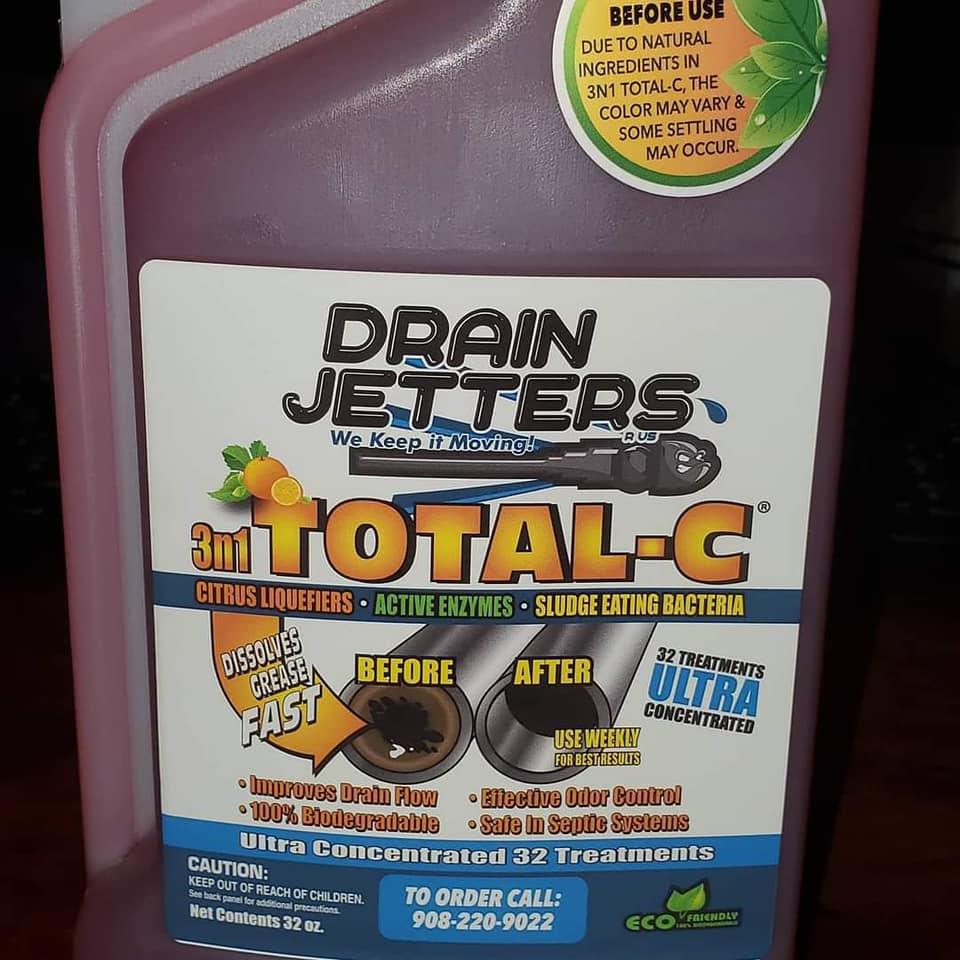 BEFORE USE
DUE TO NATURAL
INGREDIENTS IN
3N1 TOTAL-C, THE
COLOR MAY VARY &
SOME SETTLING
MAY OCCUR.
DRAIN
JETTERS
R US
We Keep it Moving!
3n1 TOTAL-C®
CITRUS LIQUEFIERS • ACTIVE ENZYMES • SLUDGE EATING BACTERIA
DISSOLVES
GREASE
FAST
BEFORE
AFTER
USE WEEKLY
FOR BEST RESULTS
32 TREATMENTS
ULTRA
CONCENTRATED
• Improves Drain Flow
• 100% Biodegradable
• Effective Odor Control
• Safe In Septic Systems
Ultra Concentrated 32 Treatments
CAUTION:
KEEP OUT OF REACH OF CHILDREN.
See back panel for additional precautions.
Net Contents 32 oz.
TO ORDER CALL:
908-220-9022
ECO FRIENDLY
100% BIODEGRADABLE